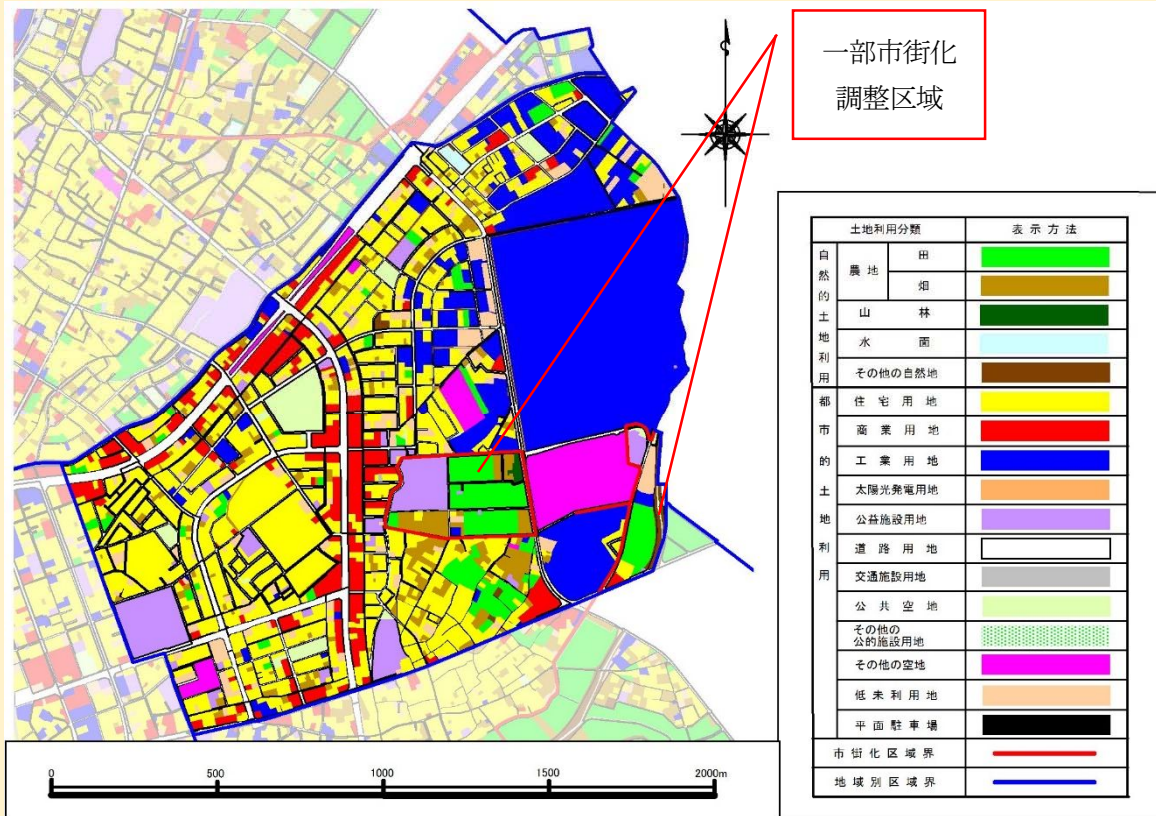 一部市街化
調整区域
土地利用分類
表示方法
自然的土地利用
農地
田
畑
山林
水面
その他の自然地
都市的土地利用
住宅用地
商業用地
工業用地
太陽光発電用地
公益施設用地
道路用地
交通施設用地
公共空地
その他の
公的施設用地
その他の空地
低未利用地
平面駐車場
市街化区域界
地域別区域界
0 500 1000 1500 2000m